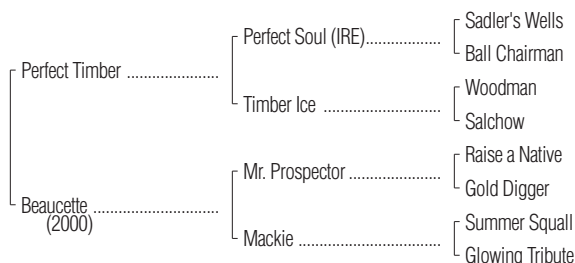 Sadler's Wells
Perfect Soul (IRE)..................
Ball Chairman
Perfect Timber ......................
Woodman
Timber Ice .............................
Salchow
Raise a Native
Mr. Prospector ......................
Gold Digger
Beaucette ..............................
(2000)
Summer Squall
Mackie ..................................
Glowing Tribute